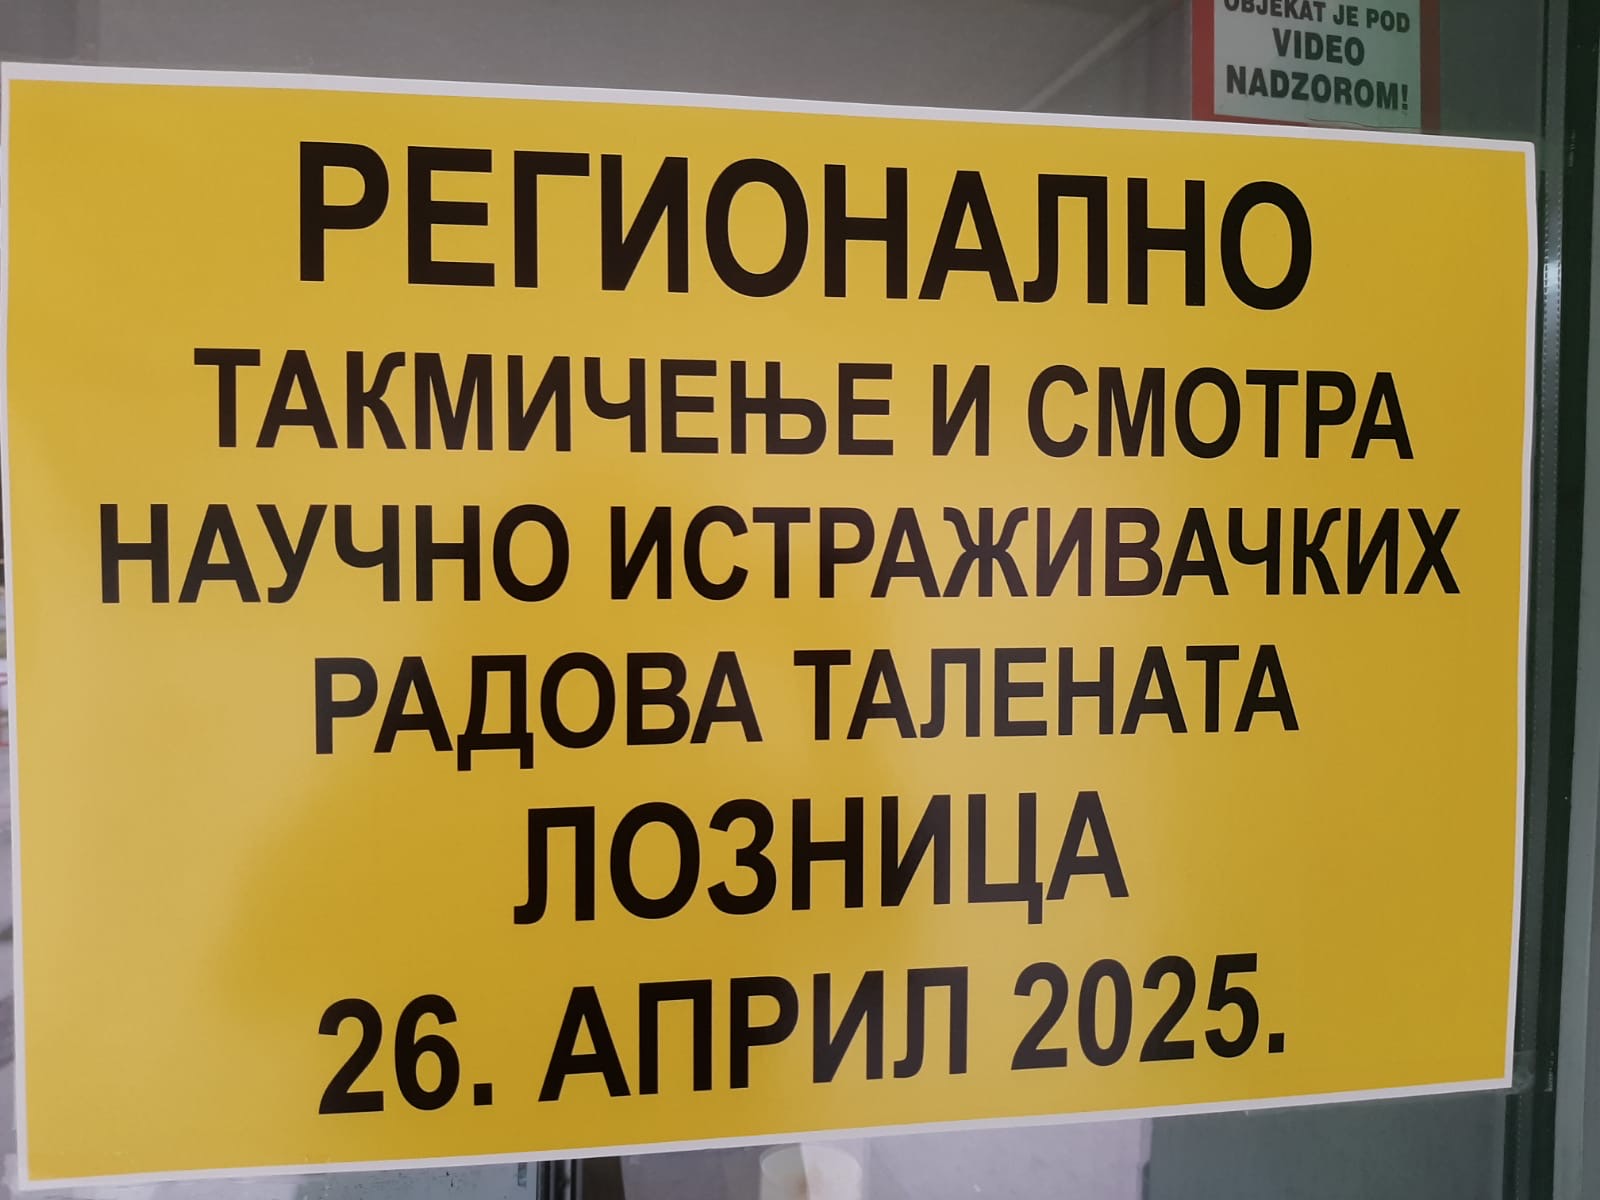 OBJEKAT JE POD
VIDEO
NADZOROM!
РЕГИОНАЛНО
ТАКМИЧЕЊЕ И СМОТРА
НАУЧНО ИСТРАЖИВАЧКИХ
РАДОВА ТАЛЕНАТА
ЛОЗНИЦА
26. АПРИЛ 2025.